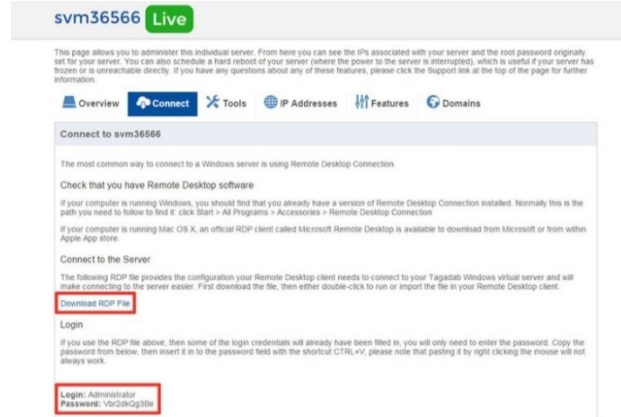 svm36566 Live
This page allows you to administer this individual server. From here you can see the IPs associated with your server and the root password originally
set for your server. You can also schedule a hard reboot of your server (where the power to the server is interrupted), which is useful if your server has
frozen or is unreachable directly. If you have any questions about any of these features, please click the Support link at the top of the page for further
information.
Overview Connect Tools IP Addresses Features Domains
Connect to svm36566
The most common way to connect to a Windows server is using Remote Desktop Connection.
Check that you have Remote Desktop software
If your computer is running Windows, you should find that you already have a version of Remote Desktop Connection installed. Normally this is the
path you need to follow to find it: click Start > All Programs > Accessories > Remote Desktop Connection
If your computer is running Mac OS X, an official RDP client called Microsoft Remote Desktop is available to download from Microsoft or from within
Apple App store.
Connect to the Server
The following RDP file provides the configuration your Remote Desktop client needs to connect to your Tagadab Windows virtual server and will
make connecting to the server easier. First download the file, then either double-click to run or import the file in your Remote Desktop client.
Download RDP File
Login
If you use the RDP file above, then some of the login credentials will already have been filled in, you will only need to enter the password. Copy the
password from below, then insert it in to the password field with the shortcut CTRL+V, please note that pasting it by right clicking the mouse will not
always work.
Login: Administrator
Password: